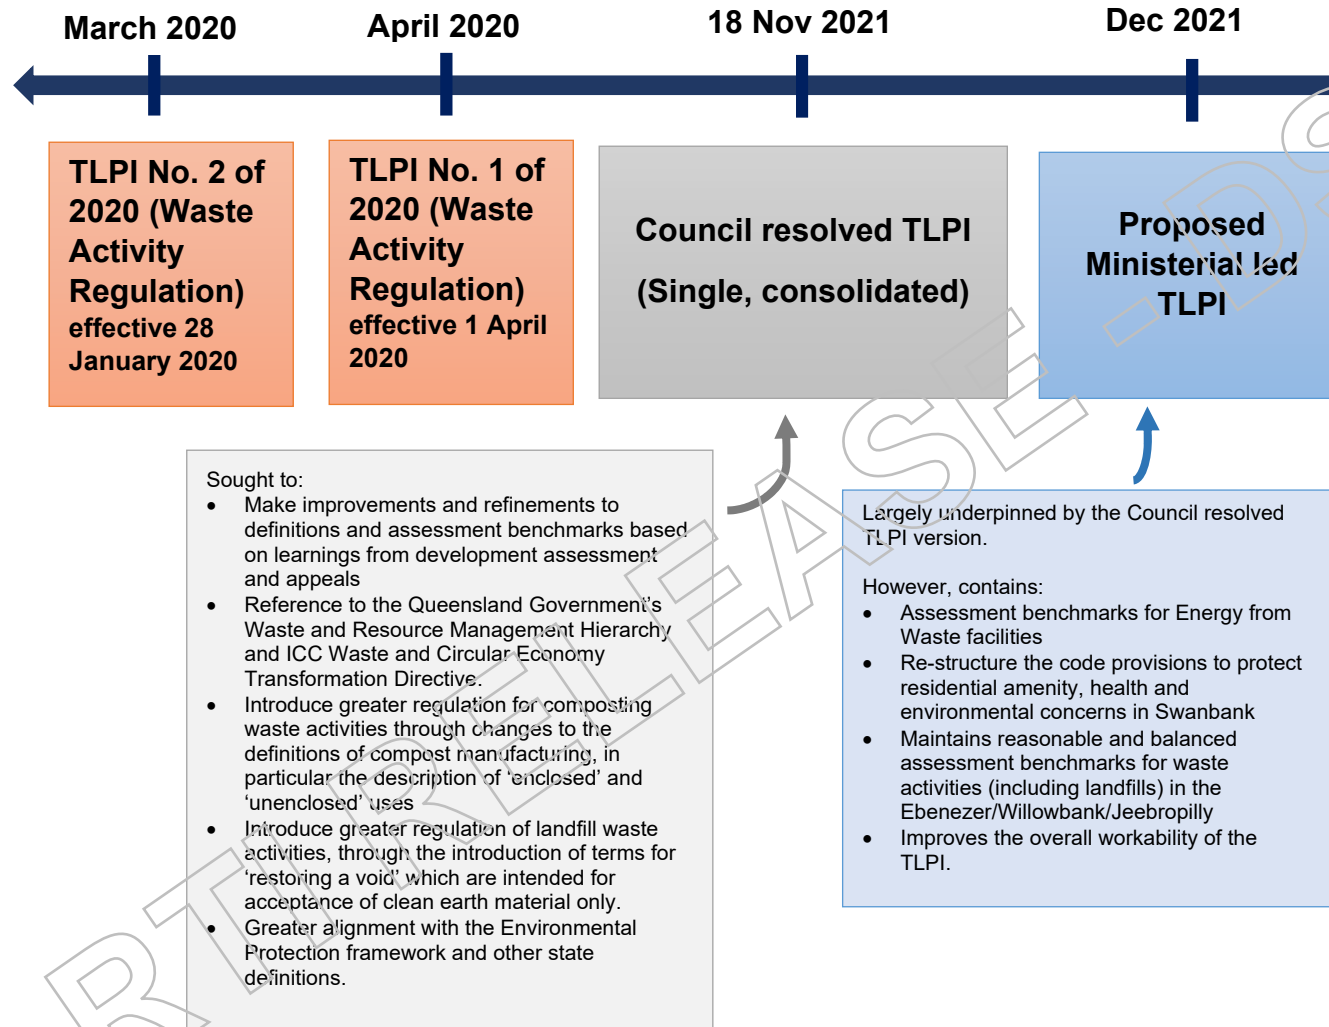 March 2020
April 2020
18 Nov 2021
Dec 2021
TLPI No. 2 of
2020 (Waste
Activity
Regulation)
effective 28
January 2020
TLPI No. 1 of
2020 (Waste
Activity
Regulation)
effective 1 April
2020
Council resolved TLPI
(Single, consolidated)
Proposed
Ministerial led
TLPI
Sought to:
• Make improvements and refinements to
definitions and assessment benchmarks based
on learnings from development assessment
and appeals
• Reference to the Queensland Government's
Waste and Resource Management Hierarchy
and ICC Waste and Circular Economy
Transformation Directive.
• Introduce greater regulation for composting
waste activities through changes to the
definitions of compost manufacturing, in
particular the description of 'enclosed' and
'unenclosed' uses
• Introduce greater regulation of landfill waste
activities, through the introduction of terms for
'restoring a void' which are intended for
acceptance of clean earth material only.
• Greater alignment with the Environmental
Protection framework and other state
definitions.
Largely underpinned by the Council resolved
TLPI version.
However, contains:
• Assessment benchmarks for Energy from
Waste facilities
• Re-structure the code provisions to protect
residential amenity, health and
environmental concerns in Swanbank
• Maintains reasonable and balanced
assessment benchmarks for waste
activities (including landfills) in the
Ebenezer/Willowbank/Jeebropilly
• Improves the overall workability of the
TLPI.
RTI RELEASE - DS